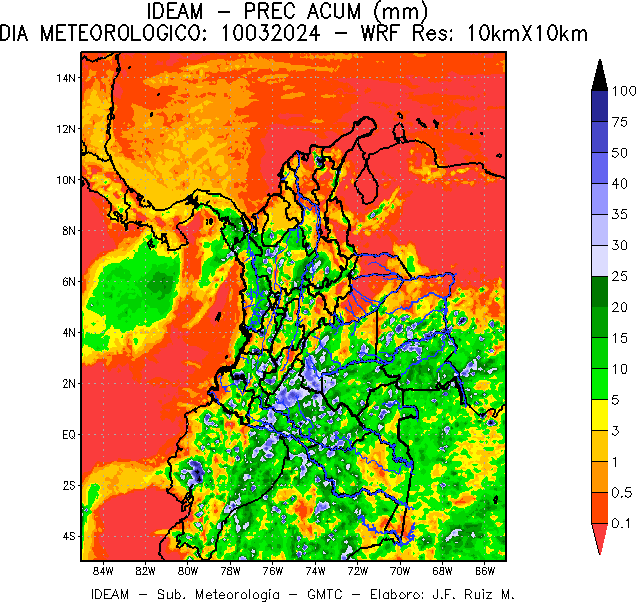 IDEAM – PREC ACUM (mm)
DIA METEOROLOGICO: 10032024 – WRF Res: 10kmX10km
14N
12N
10N
8N
6N
4N
2N
EQ
2S
4S
84W 82W 80W 78W 76W 74W 72W 70W 68W 66W
100
75
50
40
35
30
25
20
15
10
5
3
1
0.5
0.1
IDEAM – Sub. Meteorologia – GMTC – Elaboro: J.F. Ruiz M.